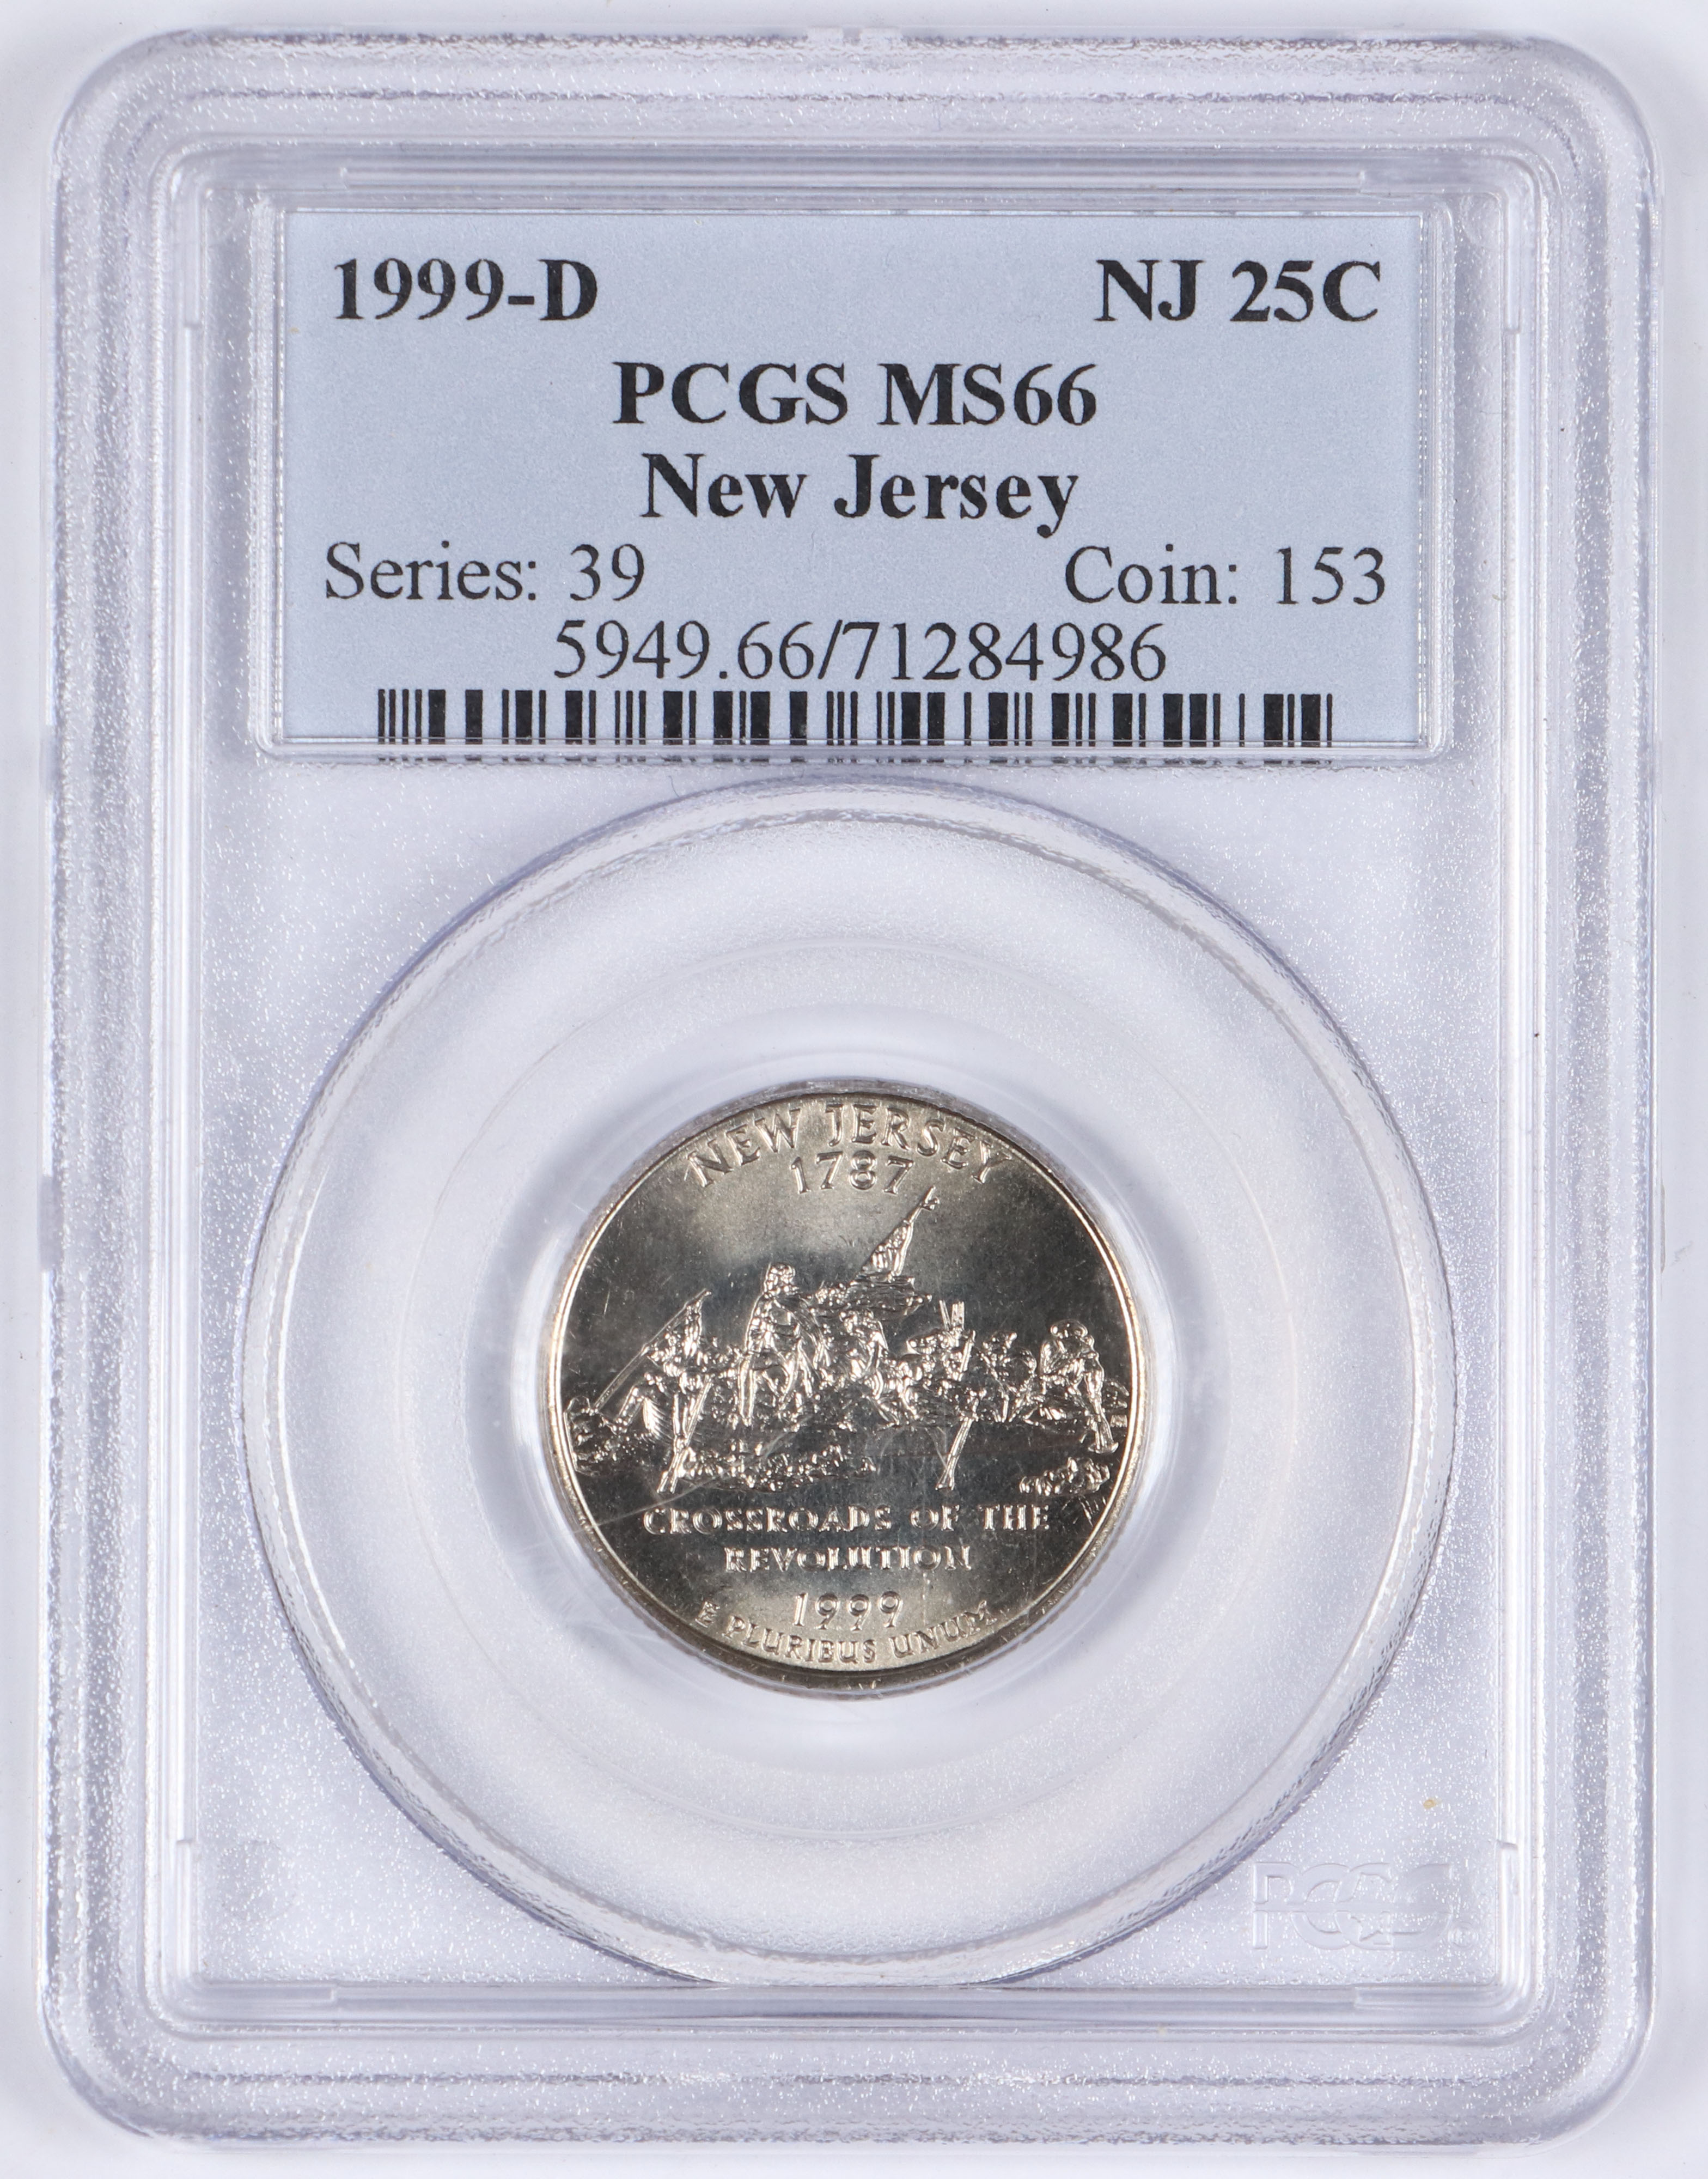 1999-D NJ 25C
PCGS MS66
New Jersey
Series: 39 Coin: 153
5949.66/71284986
NEW JERSEY
1787
CROSSROADS OF THE
REVOLUTION
1999
E PLURIBUS UNUM
PCGS